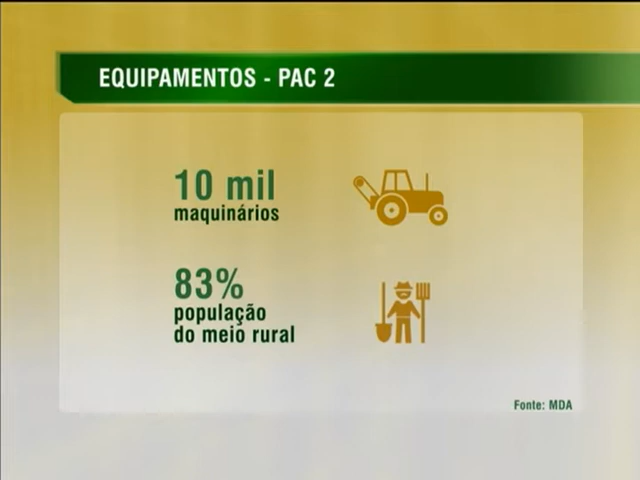 EQUIPAMENTOS - PAC 2
10 mil
maquinários
83%
população
do meio rural
Fonte: MDA